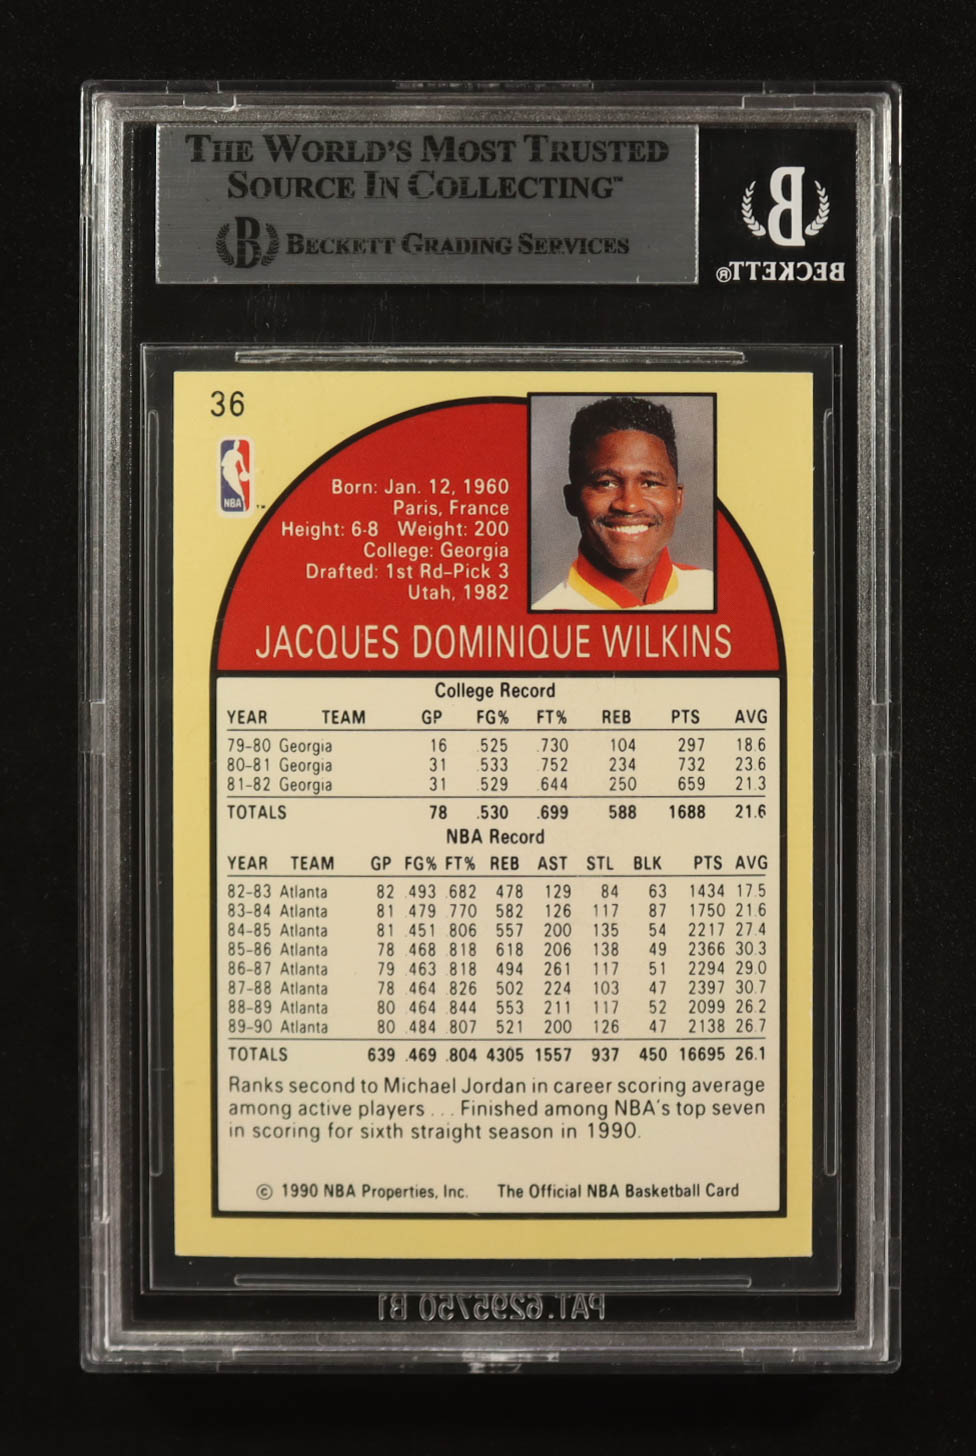 THE WORLD'S MOST TRUSTED
SOURCE IN COLLECTING™
B BECKETT GRADING SERVICES
B
BECKETT®
36
NBA
™
Born: Jan. 12, 1960
Paris, France
Height: 6-8 Weight: 200
College: Georgia
Drafted: 1st Rd–Pick 3
Utah, 1982
JACQUES DOMINIQUE WILKINS
College Record
YEAR TEAM GP FG% FT% REB PTS AVG
79–80 Georgia 16 .525 .730 104 297 18.6
80–81 Georgia 31 .533 .752 234 732 23.6
81–82 Georgia 31 .529 .644 250 659 21.3
TOTALS 78 .530 .699 588 1688 21.6
NBA Record
YEAR TEAM GP FG% FT% REB AST STL BLK PTS AVG
82–83 Atlanta 82 .493 .682 478 129 84 63 1434 17.5
83–84 Atlanta 81 .479 .770 582 126 117 87 1750 21.6
84–85 Atlanta 81 .451 .806 557 200 135 54 2217 27.4
85–86 Atlanta 78 .468 .818 618 206 138 49 2366 30.3
86–87 Atlanta 79 .463 .818 494 261 117 51 2294 29.0
87–88 Atlanta 78 .464 .826 502 224 103 47 2397 30.7
88–89 Atlanta 80 .464 .844 553 211 117 52 2099 26.2
89–90 Atlanta 80 .484 .807 521 200 126 47 2138 26.7
TOTALS 639 .469 .804 4305 1557 937 450 16695 26.1
Ranks second to Michael Jordan in career scoring average
among active players . . . Finished among NBA's top seven
in scoring for sixth straight season in 1990.
© 1990 NBA Properties, Inc. The Official NBA Basketball Card
PAT.6295750 B1